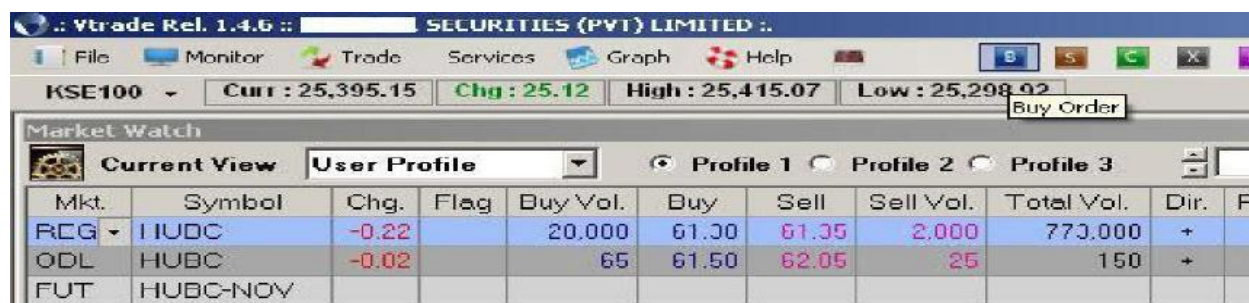 .: Vtrade Rel. 1.4.6 :: SECURITIES (PVT) LIMITED :.
File Monitor Trade Services Graph Help B S C X
KSE100 Curr : 25,395.15 Chg : 25.12 High : 25,415.07 Low : 25,298.92
Buy Order
Market Watch
Current View User Profile Profile 1 Profile 2 Profile 3
Mkt. Symbol Chg. Flag Buy Vol. Buy Sell Sell Vol. Total Vol. Dir.
REG HUBC -0.22 20,000 61.30 61.35 2,000 +
ODL HUBC -0.02 65 61.50 62.05 25 150 +
FUT HUBC-NOV